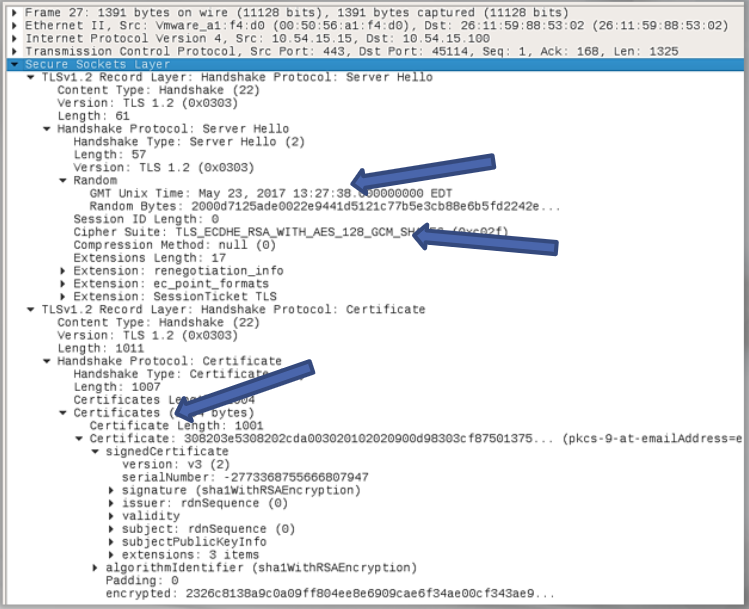 Frame 27: 1391 bytes on wire (11128 bits), 1391 bytes captured (11128 bits)
Ethernet II, Src: Vmware_a1:f4:d0 (00:50:56:a1:f4:d0), Dst: 26:11:59:88:53:02 (26:11:59:88:53:02)
Internet Protocol Version 4, Src: 10.54.15.15, Dst: 10.54.15.100
Transmission Control Protocol, Src Port: 443, Dst Port: 45114, Seq: 1, Ack: 168, Len: 1325
Secure Sockets Layer
TLSv1.2 Record Layer: Handshake Protocol: Server Hello
Content Type: Handshake (22)
Version: TLS 1.2 (0x0303)
Length: 61
Handshake Protocol: Server Hello
Handshake Type: Server Hello (2)
Length: 57
Version: TLS 1.2 (0x0303)
Random
GMT Unix Time: May 23, 2017 13:27:38.000000000 EDT
Random Bytes: 2000d7125ade0022e9441d5121c77b5e3cb88e6b5fd2242e...
Session ID Length: 0
Cipher Suite: TLS_ECDHE_RSA_WITH_AES_128_GCM_ (0xc02f)
Compression Method: null (0)
Extensions Length: 17
Extension: renegotiation_info
Extension: ec_point_formats
Extension: SessionTicket TLS
TLSv1.2 Record Layer: Handshake Protocol: Certificate
Content Type: Handshake (22)
Version: TLS 1.2 (0x0303)
Length: 1011
Handshake Protocol: Certificate
Handshake Type: Certificate
Length: 1007
Certificates
Certificates ( bytes)
Certificate Length: 1001
Certificate: 308203e5308202cda003020102020900d98303cf87501375... (pkcs-9-at-emailAddress=e
signedCertificate
version: v3 (2)
serialNumber: -2773368755666807947
signature (sha1WithRSAEncryption)
issuer: rdnSequence (0)
validity
subject: rdnSequence (0)
subjectPublicKeyInfo
extensions: 3 items
algorithmIdentifier (sha1WithRSAEncryption)
Padding: 0
encrypted: 2326c8138a9c0a09ff804ee8e6909cae6f34ae00cf343ae9...